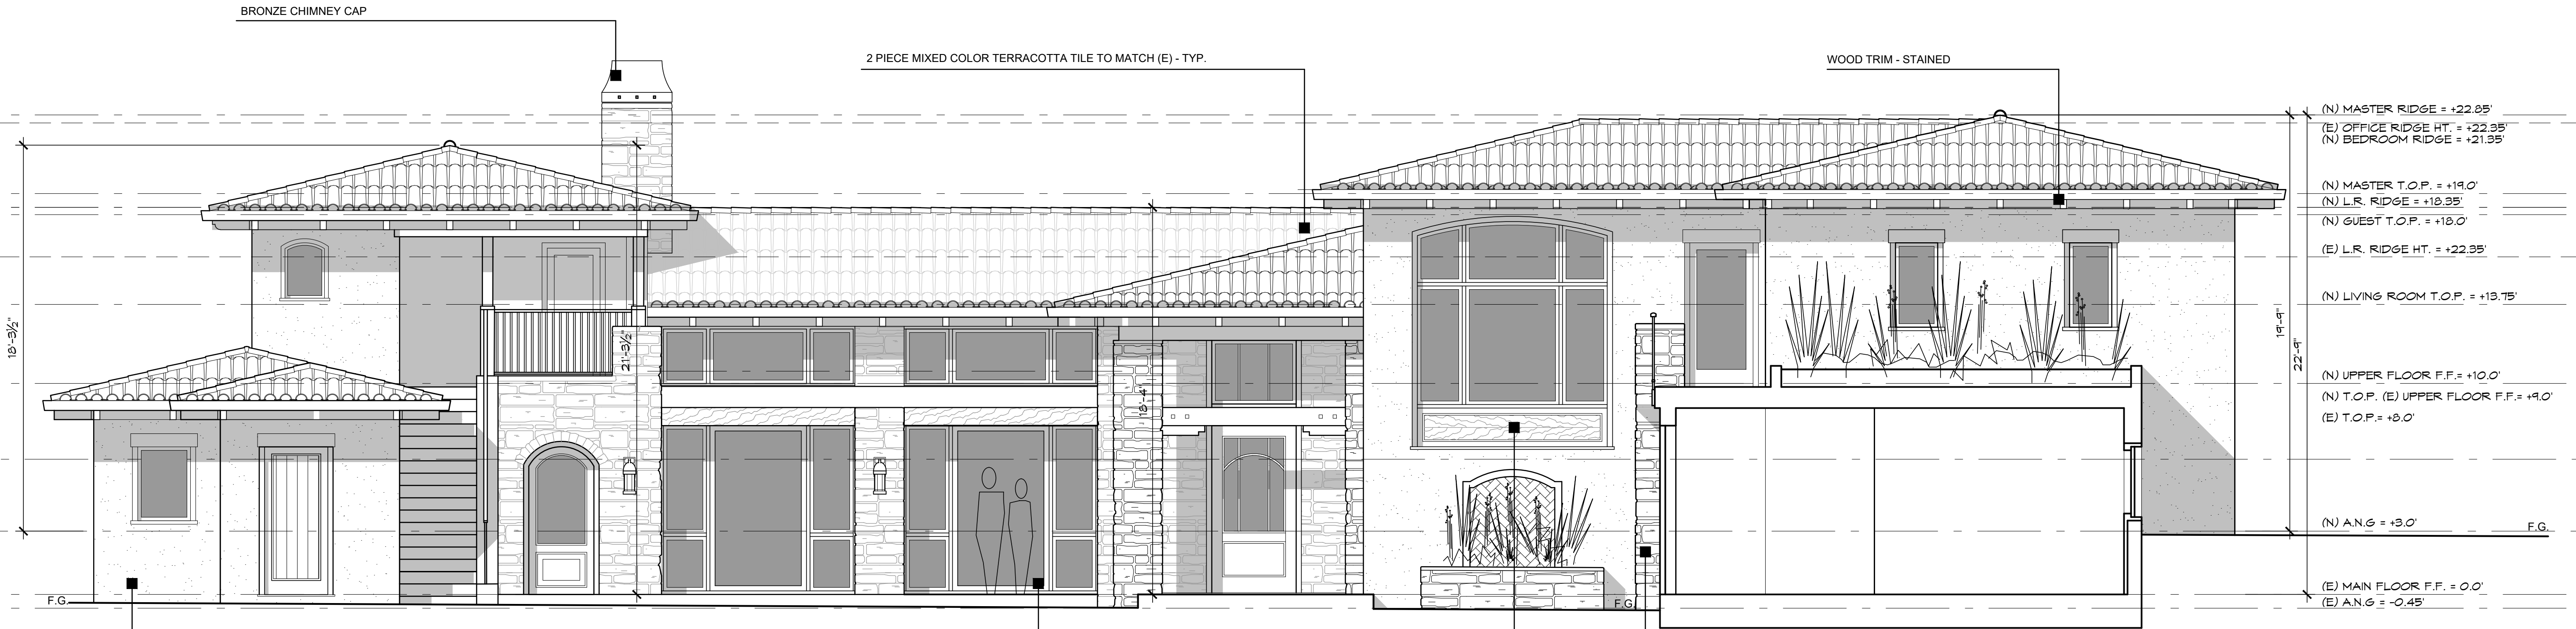 BRONZE CHIMNEY CAP
2 PIECE MIXED COLOR TERRACOTTA TILE TO MATCH (E) - TYP.
WOOD TRIM - STAINED
(N) MASTER RIDGE = +22.85'
(E) OFFICE RIDGE HT. = +22.35'
(N) BEDROOM RIDGE = +21.35'
(N) MASTER T.O.P. = +19.0'
(N) L.R. RIDGE = +18.35'
(N) GUEST T.O.P. = +18.0'
(E) L.R. RIDGE HT. = +22.35'
(N) LIVING ROOM T.O.P. = +13.75'
(N) UPPER FLOOR F.F.= +10.0'
(N) T.O.P. (E) UPPER FLOOR F.F.= +9.0'
(E) T.O.P.= +8.0'
(N) A.N.G = +3.0'
(E) MAIN FLOOR F.F. = 0.0'
(E) A.N.G = -0.45'
18'-3½"
21'-3½"
18'-4"
19'-9"
22'-9"
F.G.
F.G.
F.G.